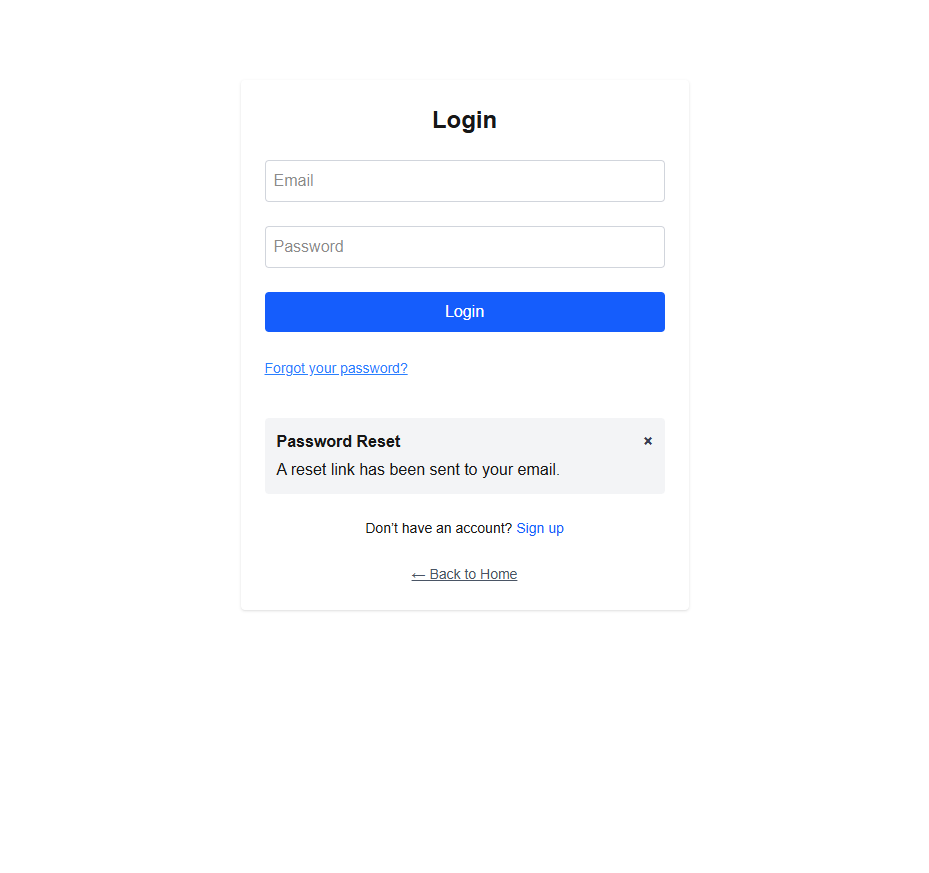 Login
Email
Password
Login
Forgot your password?
Password Reset ×
A reset link has been sent to your email.
Don’t have an account? Sign up
← Back to Home